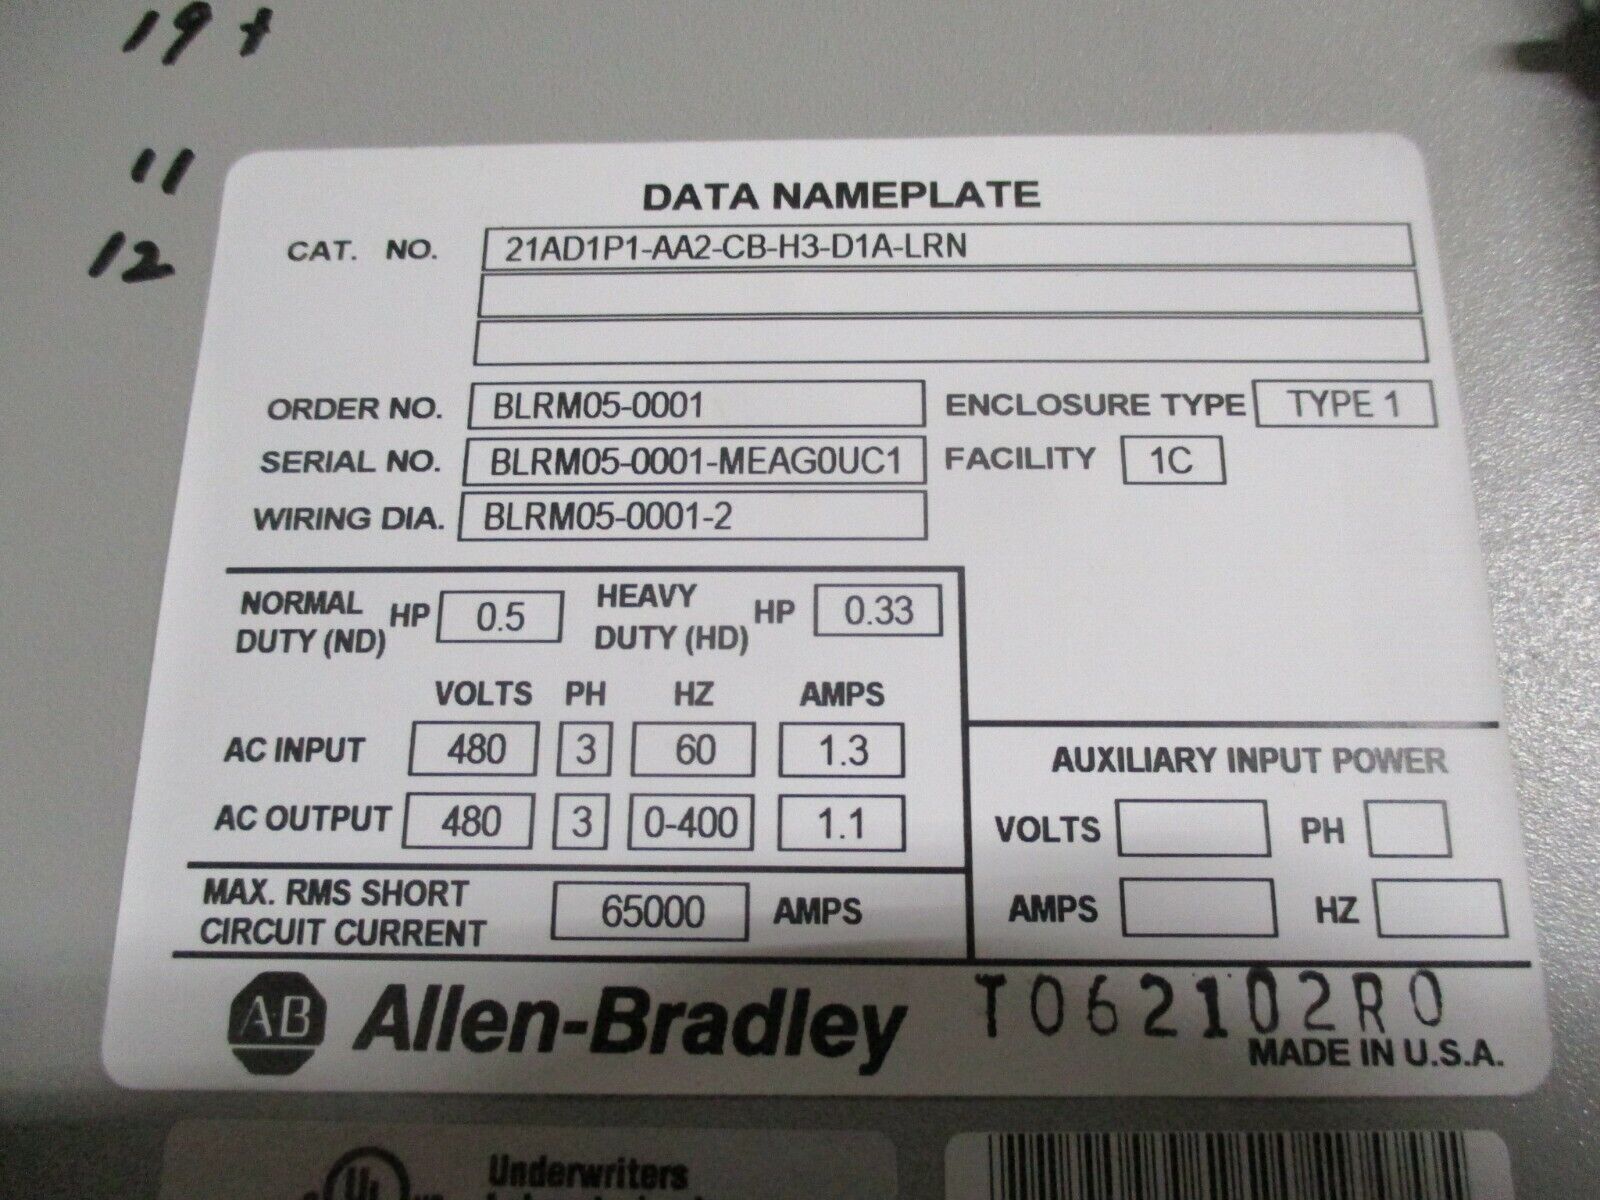 19 +
11
12
DATA NAMEPLATE
CAT. NO. 21AD1P1-AA2-CB-H3-D1A-LRN
ORDER NO. BLRM05-0001 ENCLOSURE TYPE TYPE 1
SERIAL NO. BLRM05-0001-MEAG0UC1 FACILITY 1C
WIRING DIA. BLRM05-0001-2
NORMAL DUTY (ND) HP 0.5 HEAVY DUTY (HD) HP 0.33
VOLTS PH HZ AMPS
AC INPUT 480 3 60 1.3
AC OUTPUT 480 3 0-400 1.1
AUXILIARY INPUT POWER
VOLTS PH
AMPS HZ
MAX. RMS SHORT
CIRCUIT CURRENT 65000 AMPS
AB Allen-Bradley T062102R0
MADE IN U.S.A.
UL Underwriters